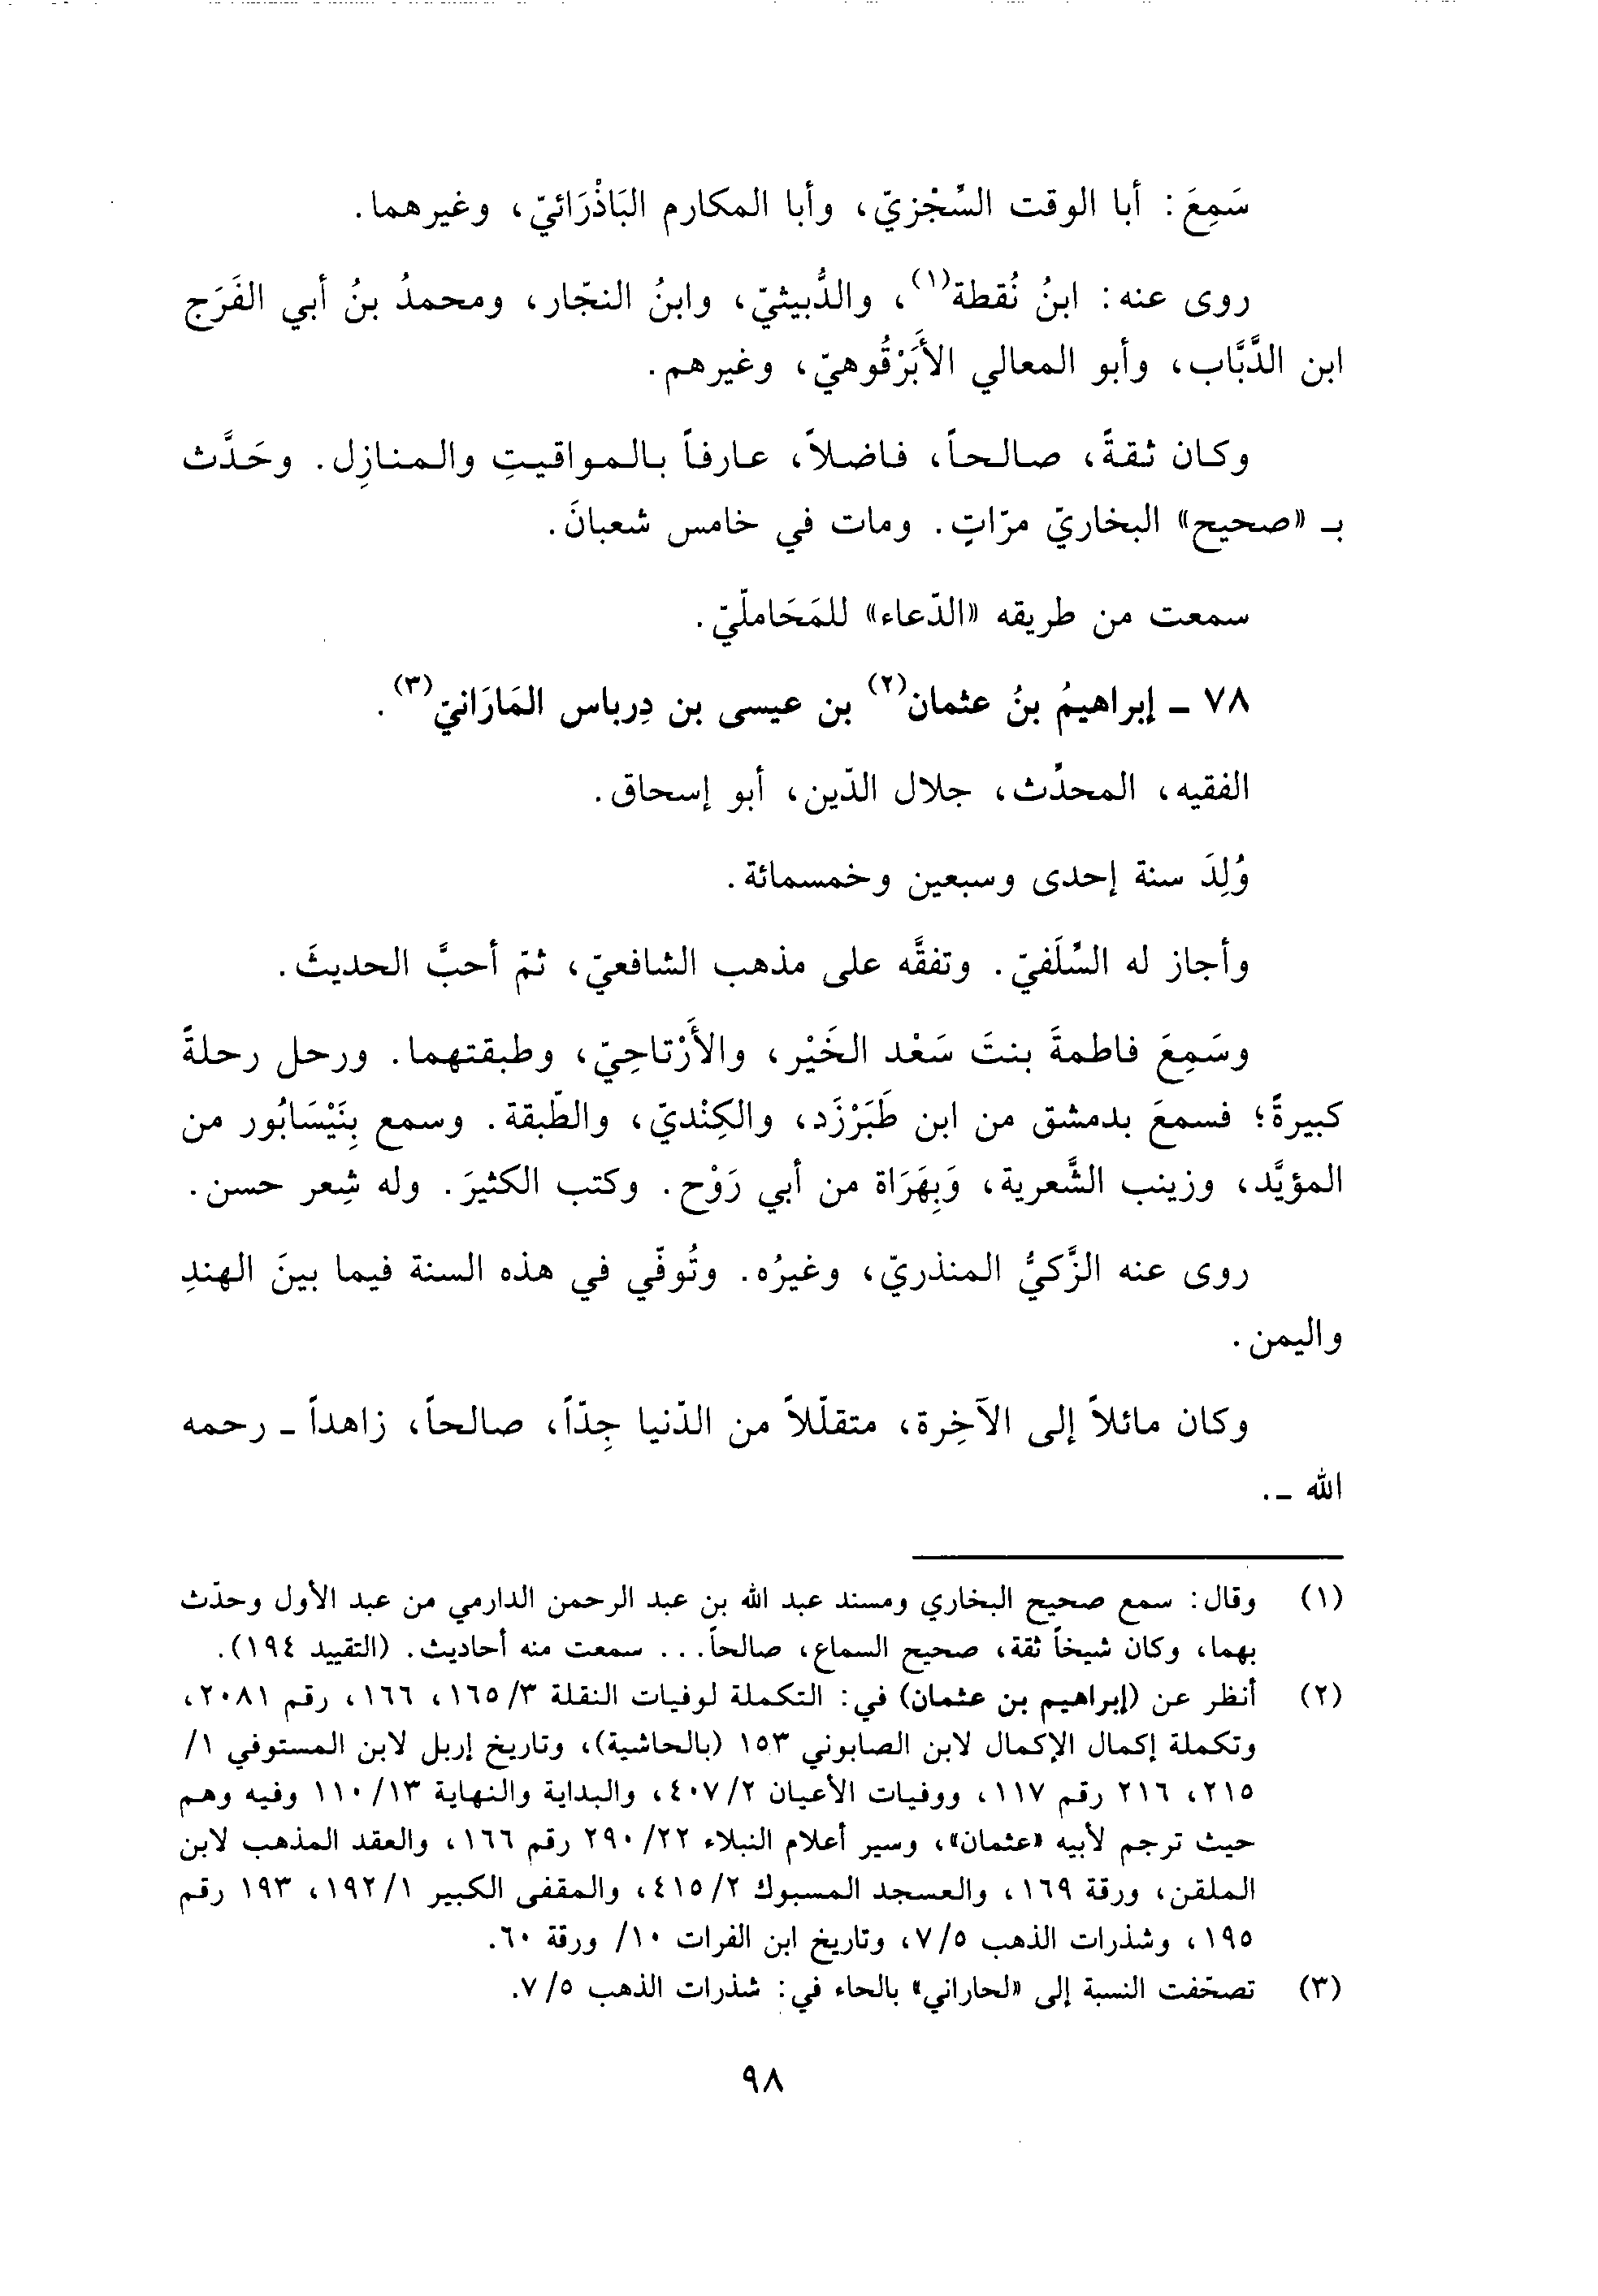 سَمِعَ: أبا الوقت السِّجْزيّ، وأبا المكارم البَاذْرَائيّ، وغيرهما.
روى عنه: ابنُ نُقطة(١)، والدُّبيثيّ، وابنُ النجّار، ومحمدُ بنُ أبي الفَرَج
ابن الدَّبَّاب، وأبو المعالي الأَبَرْقُوهيّ، وغيرهم.
وكان ثقةً، صالحاً، فاضلاً، عارفاً بالمواقيتِ والمنازِل. وحَدَّث
بـ «صحيح» البخاريّ مرّاتٍ. ومات في خامس شعبانَ.
سمعت من طريقه «الدّعاء» للمَحَامليّ.
٧٨ - إبراهيمُ بنُ عثمان(٢) بن عيسى بن دِرباس المَارَانيّ(٣).
الفقيه، المحدِّث، جلال الدّين، أبو إسحاق.
وُلِدَ سنة إحدى وسبعين وخمسمائة.
وأجاز له السِّلَفيّ. وتفقَّه على مذهب الشافعيّ، ثمّ أحبَّ الحديثَ.
وسَمِعَ فاطمةَ بنتَ سَعْد الخَيْر، والأَرْتاحِيّ، وطبقتهما. ورحل رحلةً
كبيرةً؛ فسمعَ بدمشق من ابن طَبَرْزَد، والكِنْديّ، والطّبقة. وسمع بِنَيْسَابُور من
المؤيَّد، وزينب الشَّعرية، وَبِهَرَاة من أبي رَوْح. وكتب الكثيرَ. وله شِعر حسن.
روى عنه الزَّكيُّ المنذريّ، وغيرُه. وتُوفّي في هذه السنة فيما بينَ الهندِ
واليمن.
وكان مائلاً إلى الآخِرة، متقلّلاً من الدّنيا جِدّاً، صالحاً، زاهداً - رحمه
الله -.
(١) وقال: سمع صحيح البخاري ومسند عبد الله بن عبد الرحمن الدارمي من عبد الأول وحدّث
بهما، وكان شيخاً ثقة، صحيح السماع، صالحاً... سمعت منه أحاديث. (التقييد ١٩٤).
(٢) أنظر عن (إبراهيم بن عثمان) في: التكملة لوفيات النقلة ٣/ ١٦٥، ١٦٦، رقم ٢٠٨١،
وتكملة إكمال الإكمال لابن الصابوني ١٥٣ (بالحاشية)، وتاريخ إربل لابن المستوفي ١/
٢١٥، ٢١٦ رقم ١١٧، ووفيات الأعيان ٢/ ٤٠٧، والبداية والنهاية ١٣/ ١١٠ وفيه وهم
حيث ترجم لأبيه «عثمان»، وسير أعلام النبلاء ٢٢/ ٢٩٠ رقم ١٦٦، والعقد المذهب لابن
الملقن، ورقة ١٦٩، والعسجد المسبوك ٢/ ٤١٥، والمقفى الكبير ١/ ١٩٢، ١٩٣ رقم
١٩٥، وشذرات الذهب ٥/ ٧، وتاريخ ابن الفرات ١٠/ ورقة ٦٠.
(٣) تصحّفت النسبة إلى «لحاراني» بالحاء في: شذرات الذهب ٥/ ٧.
٩٨